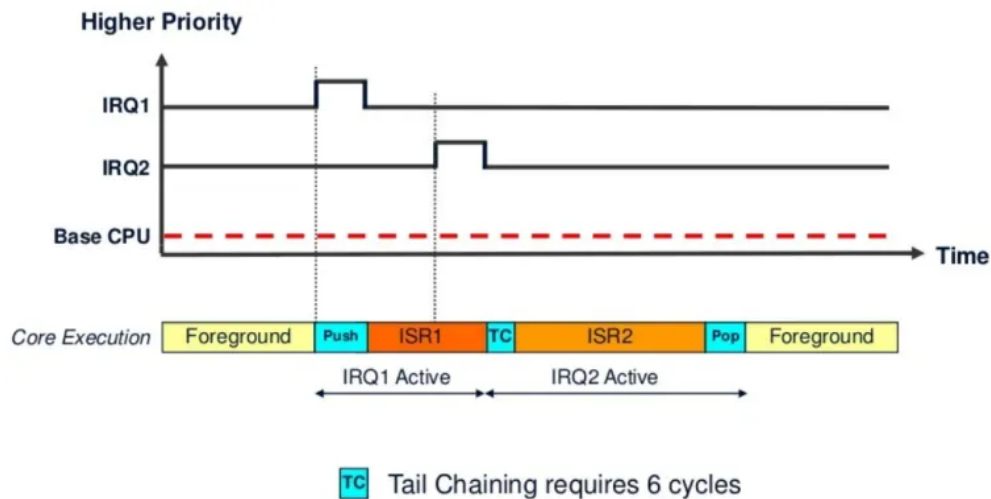 Higher Priority
IRQ1
IRQ2
Base CPU
Time
Core Execution Foreground Push ISR1 TC ISR2 Pop Foreground
IRQ1 Active IRQ2 Active
TC Tail Chaining requires 6 cycles